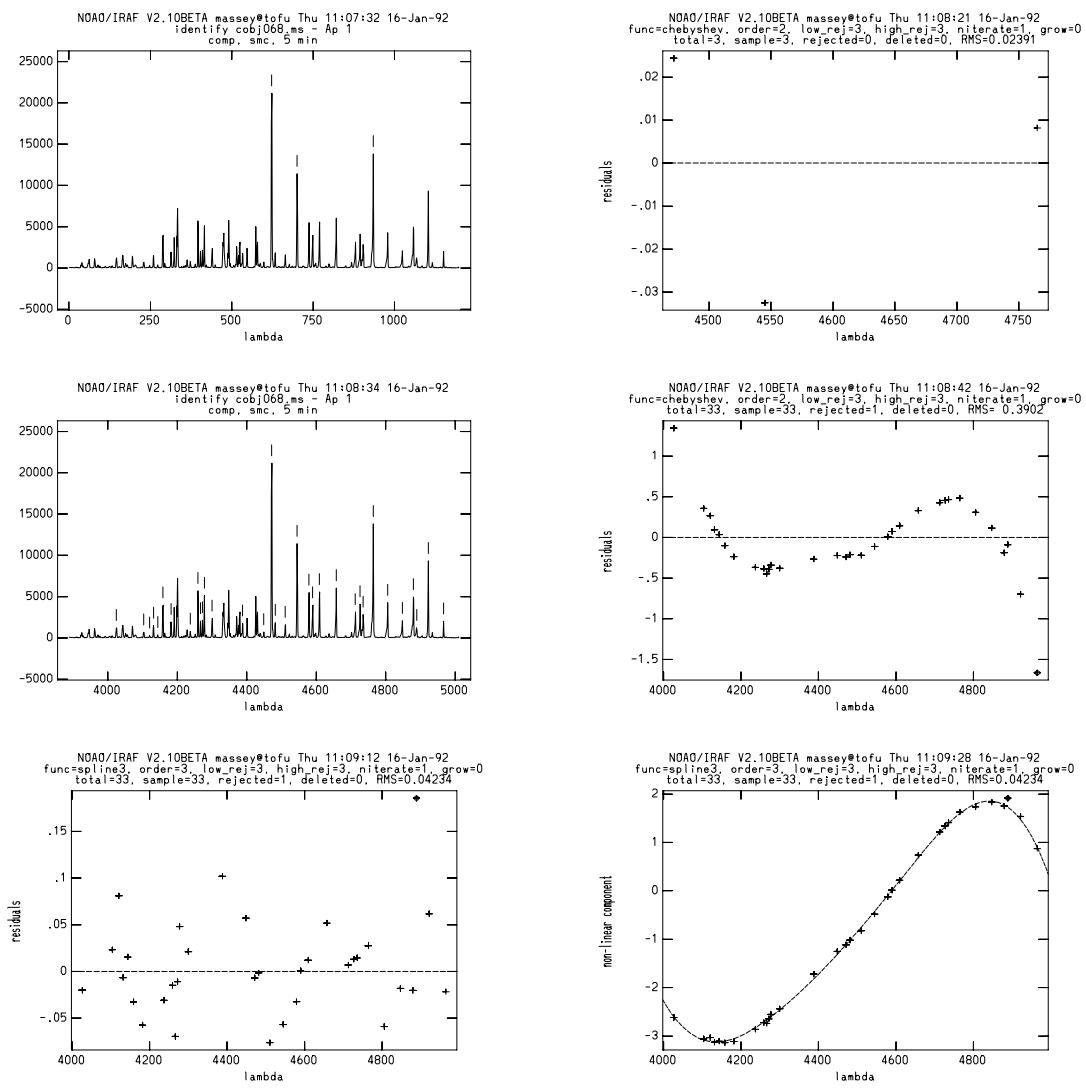 NOAO/IRAF V2.10BETA massey@tofu Thu 11:07:32 16-Jan-92
identify cobj068.ms - Ap 1
comp, smc, 5 min
25000
20000
15000
10000
5000
0
-5000
0 250 500 750 1000
lambda
NOAO/IRAF V2.10BETA massey@tofu Thu 11:08:21 16-Jan-92
func=chebyshev, order=2, low_rej=3, high_rej=3, niterate=1, grow=0
total=3, sample=3, rejected=0, deleted=0, RMS=0.02391
.02
.01
0
-.01
-.02
-.03
residuals
4500 4550 4600 4650 4700 4750
lambda
NOAO/IRAF V2.10BETA massey@tofu Thu 11:08:34 16-Jan-92
identify cobj068.ms - Ap 1
comp, smc, 5 min
25000
20000
15000
10000
5000
0
-5000
4000 4200 4400 4600 4800 5000
lambda
NOAO/IRAF V2.10BETA massey@tofu Thu 11:08:42 16-Jan-92
func=chebyshev, order=2, low_rej=3, high_rej=3, niterate=1, grow=0
total=33, sample=33, rejected=1, deleted=0, RMS= 0.3902
1
.5
0
-.5
-1
-1.5
residuals
4000 4200 4400 4600 4800
lambda
NOAO/IRAF V2.10BETA massey@tofu Thu 11:09:12 16-Jan-92
func=spline3, order=3, low_rej=3, high_rej=3, niterate=1, grow=0
total=33, sample=33, rejected=1, deleted=0, RMS=0.04234
.15
.1
.05
0
-.05
residuals
4000 4200 4400 4600 4800
lambda
NOAO/IRAF V2.10BETA massey@tofu Thu 11:09:28 16-Jan-92
func=spline3, order=3, low_rej=3, high_rej=3, niterate=1, grow=0
total=33, sample=33, rejected=1, deleted=0, RMS=0.04234
2
1
0
-1
-2
-3
non-linear component
4000 4200 4400 4600 4800
lambda